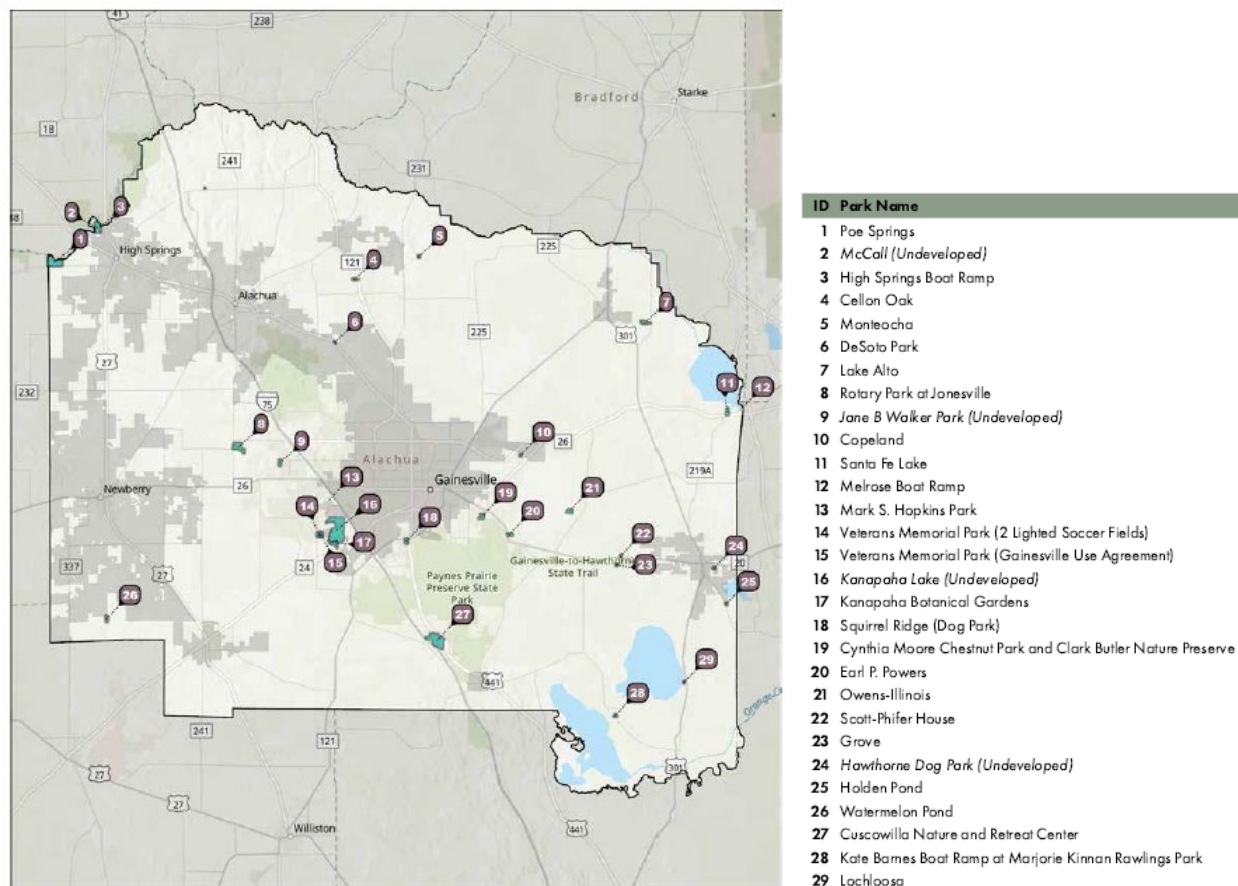 41
238
Bradford
Starke
18
241
231
2
3
1
High Springs
5
225
4
121
Alachua
7
6
301
225
27
232
11
12
75
8
9
10
26
Alachua
219A
13
Newberry
26
Gainesville
21
14
16
19
20
18
22
24
17
Gainesville-to-Hawthorne
State Trail
23
20
15
24
337
27
Paynes Prairie
Preserve State
Park
25
26
27
29
441
28
241
121
27
301
27
Williston
441
ID Park Name
1 Poe Springs
2 McCall (Undeveloped)
3 High Springs Boat Ramp
4 Cellon Oak
5 Monteocha
6 DeSoto Park
7 Lake Alto
8 Rotary Park at Jonesville
9 Jane B Walker Park (Undeveloped)
10 Copeland
11 Santa Fe Lake
12 Melrose Boat Ramp
13 Mark S. Hopkins Park
14 Veterans Memorial Park (2 Lighted Soccer Fields)
15 Veterans Memorial Park (Gainesville Use Agreement)
16 Kanapaha Lake (Undeveloped)
17 Kanapaha Botanical Gardens
18 Squirrel Ridge (Dog Park)
19 Cynthia Moore Chestnut Park and Clark Butler Nature Preserve
20 Earl P. Powers
21 Owens-Illinois
22 Scott-Phifer House
23 Grove
24 Hawthorne Dog Park (Undeveloped)
25 Holden Pond
26 Watermelon Pond
27 Cuscowilla Nature and Retreat Center
28 Kate Barnes Boat Ramp at Marjorie Kinnan Rawlings Park
29 Lochloosa